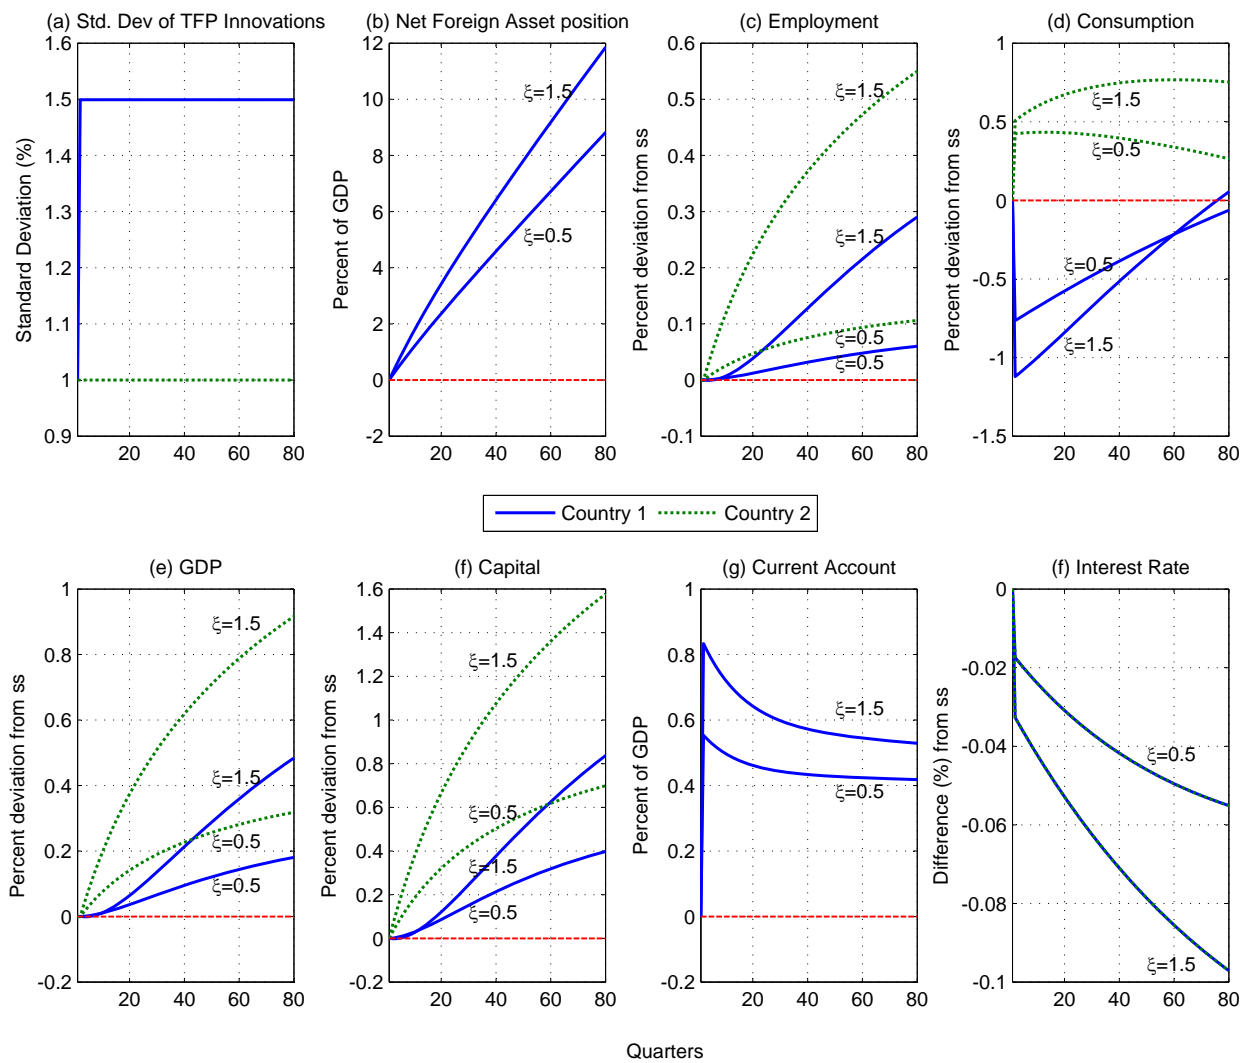 (a) Std. Dev of TFP Innovations
(b) Net Foreign Asset position
(c) Employment
(d) Consumption
1.6
1.5
1.4
1.3
1.2
1.1
1
0.9
Standard Deviation (%)
20 40 60 80
12
10
8
6
4
2
0
-2
Percent of GDP
ξ=1.5
ξ=0.5
20 40 60 80
0.6
0.5
0.4
0.3
0.2
0.1
0
-0.1
Percent deviation from ss
ξ=1.5
ξ=1.5
ξ=0.5
ξ=0.5
20 40 60 80
1
0.5
0
-0.5
-1
-1.5
Percent deviation from ss
ξ=1.5
ξ=0.5
ξ=0.5
ξ=1.5
20 40 60 80
Country 1 Country 2
(e) GDP
(f) Capital
(g) Current Account
(f) Interest Rate
1
0.8
0.6
0.4
0.2
0
-0.2
Percent deviation from ss
ξ=1.5
ξ=1.5
ξ=0.5
ξ=0.5
20 40 60 80
1.6
1.4
1.2
1
0.8
0.6
0.4
0.2
0
-0.2
Percent deviation from ss
ξ=1.5
ξ=0.5
ξ=1.5
ξ=0.5
20 40 60 80
1
0.8
0.6
0.4
0.2
0
-0.2
Percent of GDP
ξ=1.5
ξ=0.5
20 40 60 80
0
-0.02
-0.04
-0.06
-0.08
-0.1
Difference (%) from ss
ξ=0.5
ξ=1.5
20 40 60 80
Quarters